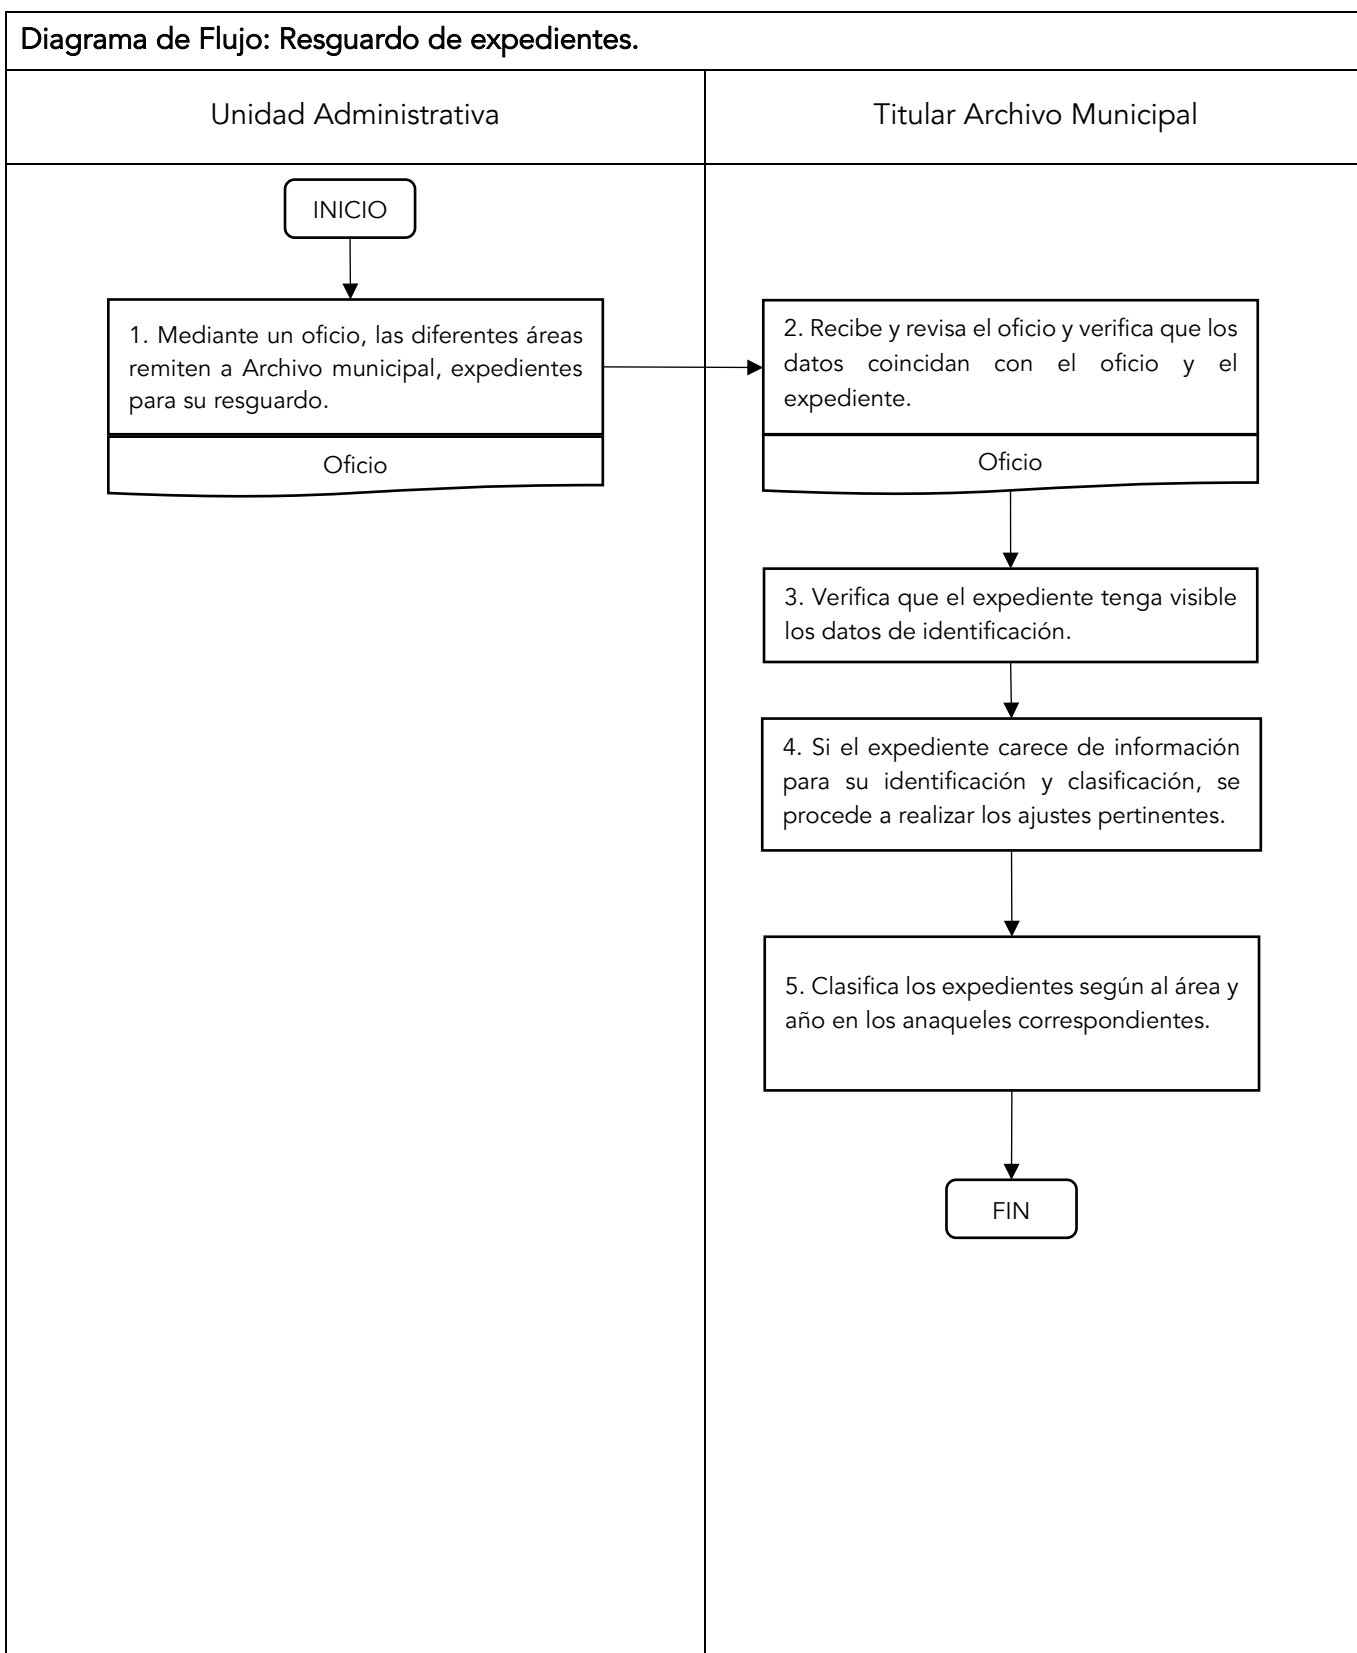 Diagrama de Flujo: Resguardo de expedientes.
Unidad Administrativa
Titular Archivo Municipal
INICIO
1. Mediante un oficio, las diferentes áreas
remiten a Archivo municipal, expedientes
para su resguardo.
Oficio
2. Recibe y revisa el oficio y verifica que los
datos coincidan con el oficio y el
expediente.
Oficio
3. Verifica que el expediente tenga visible
los datos de identificación.
4. Si el expediente carece de información
para su identificación y clasificación, se
procede a realizar los ajustes pertinentes.
5. Clasifica los expedientes según al área y
año en los anaqueles correspondientes.
FIN